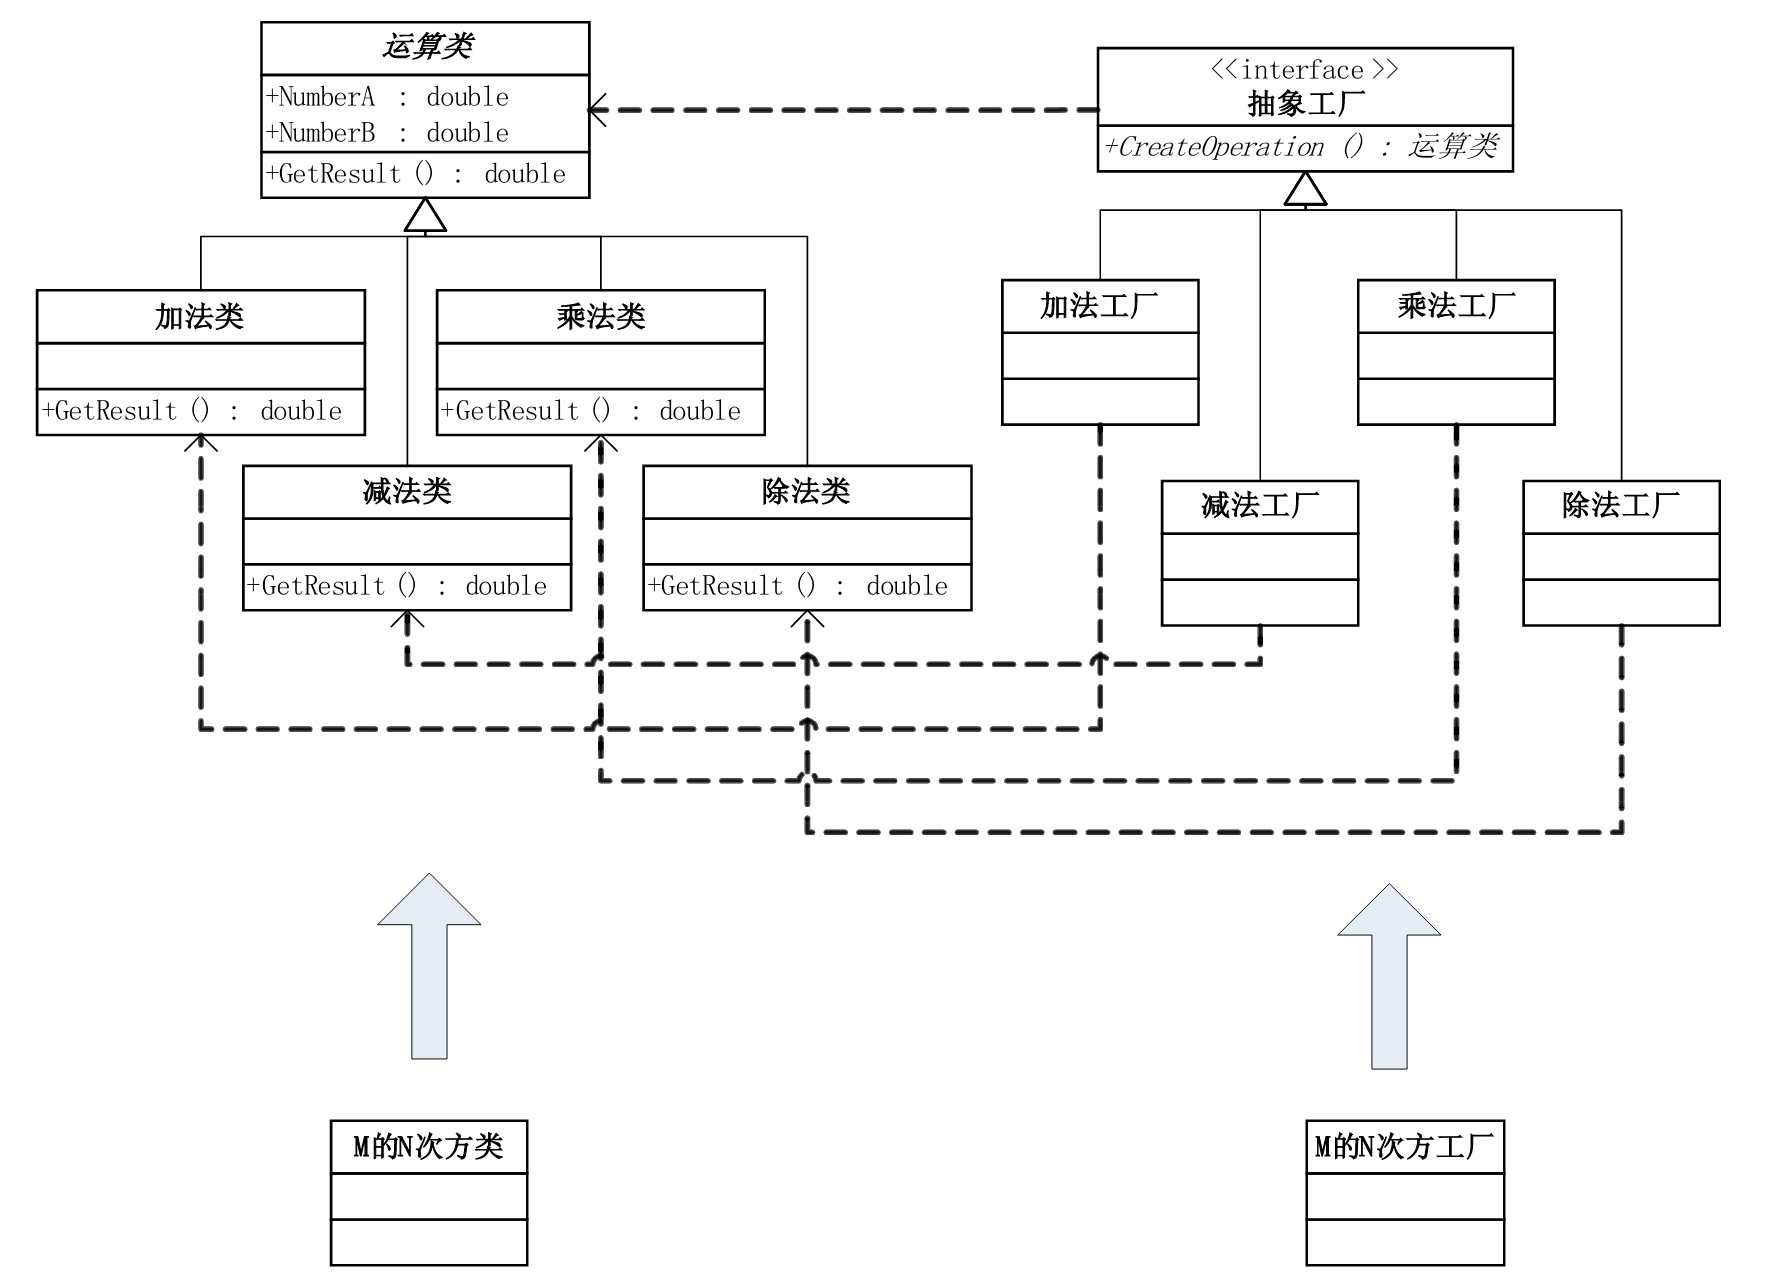 运算类
+NumberA : double
+NumberB : double
+GetResult() : double
<<interface>>
抽象工厂
+CreateOperation() : 运算类
加法类
+GetResult() : double
乘法类
+GetResult() : double
减法类
+GetResult() : double
除法类
+GetResult() : double
加法工厂
乘法工厂
减法工厂
除法工厂
M的N次方类
M的N次方工厂